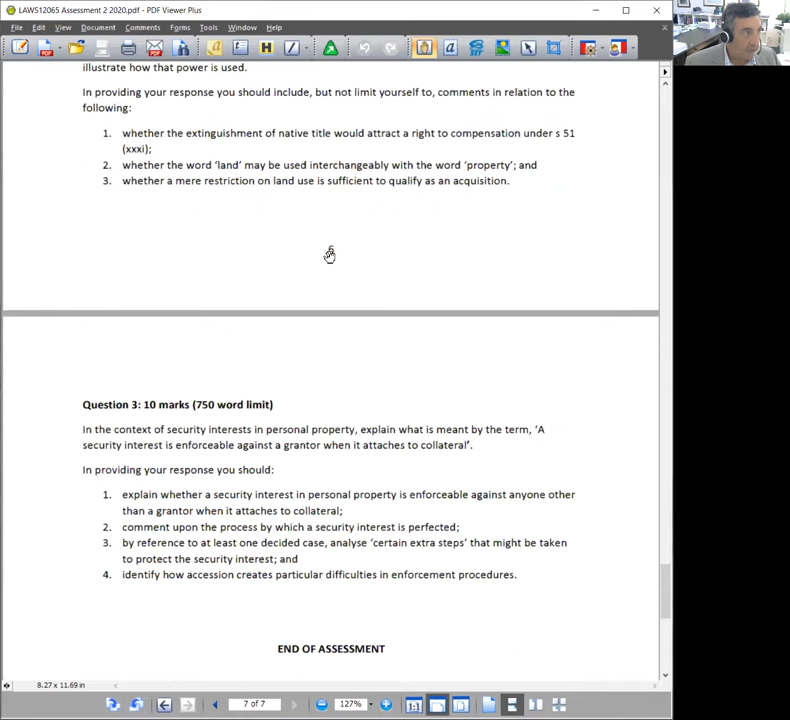 LAWS12065 Assessment 2 2020.pdf - PDF Viewer Plus
File Edit View Document Comments Forms Tools Window Help
illustrate how that power is used.
In providing your response you should include, but not limit yourself to, comments in relation to the
following:
1. whether the extinguishment of native title would attract a right to compensation under s 51
(xxxi);
2. whether the word ‘land’ may be used interchangeably with the word ‘property’; and
3. whether a mere restriction on land use is sufficient to qualify as an acquisition.
Question 3: 10 marks (750 word limit)
In the context of security interests in personal property, explain what is meant by the term, ‘A
security interest is enforceable against a grantor when it attaches to collateral’.
In providing your response you should:
1. explain whether a security interest in personal property is enforceable against anyone other
than a grantor when it attaches to collateral;
2. comment upon the process by which a security interest is perfected;
3. by reference to at least one decided case, analyse ‘certain extra steps’ that might be taken
to protect the security interest; and
4. identify how accession creates particular difficulties in enforcement procedures.
END OF ASSESSMENT
8.27 x 11.69 in
7 of 7
127%